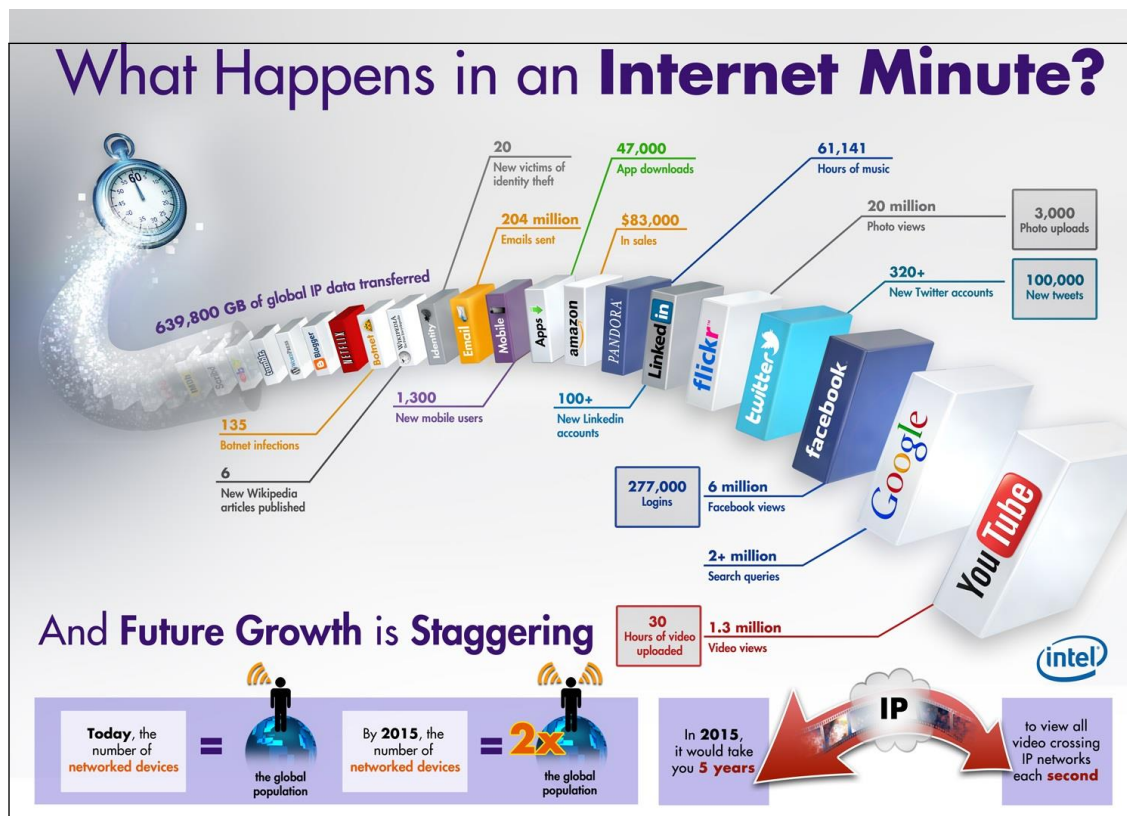 What Happens in an Internet Minute?
60
20
New victims of
identity theft
47,000
App downloads
61,141
Hours of music
204 million
Emails sent
$83,000
In sales
20 million
Photo views
3,000
Photo uploads
320+
New Twitter accounts
100,000
New tweets
639,800 GB of global IP data transferred
tumblr
WordPress
Blogger
NETFLIX
Botnet
WIKIPEDIA
Identity
Email
Mobile
Apps
amazon
PANDORA
Linked in
flickr
twitter
facebook
Google
YouTube
135
Botnet infections
6
New Wikipedia
articles published
1,300
New mobile users
100+
New Linkedin
accounts
277,000
Logins
6 million
Facebook views
2+ million
Search queries
30
Hours of video
uploaded
1.3 million
Video views
And Future Growth is Staggering
intel
Today, the
number of
networked devices
=
the global
population
By 2015, the
number of
networked devices
=
2x
the global
population
In 2015,
it would take
you 5 years
IP
to view all
video crossing
IP networks
each second